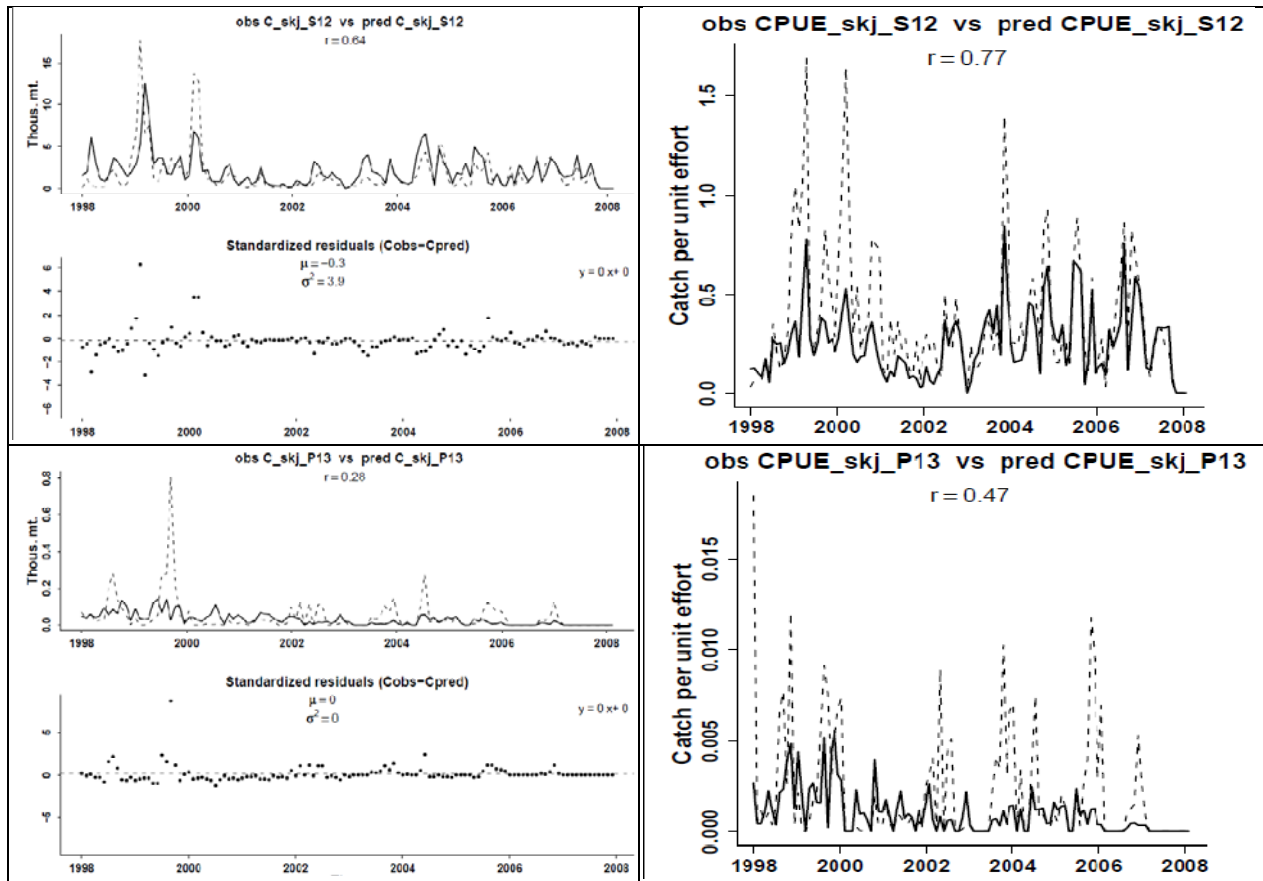 obs C_skj_S12 vs pred C_skj_S12
r = 0.64
Thous. mt.
15
10
5
0
1998 2000 2002 2004 2006 2008
Standardized residuals (Cobs−Cpred)
μ = −0.3
σ² = 3.9
y = 0 x + 0
6
4
2
0
−2
−4
−6
1998 2000 2002 2004 2006 2008
obs CPUE_skj_S12 vs pred CPUE_skj_S12
r = 0.77
Catch per unit effort
1.5
1.0
0.5
0.0
1998 2000 2002 2004 2006 2008
obs C_skj_P13 vs pred C_skj_P13
r = 0.28
Thous. mt.
0.8
0.6
0.4
0.2
0.0
1998 2000 2002 2004 2006 2008
Standardized residuals (Cobs−Cpred)
μ = 0
σ² = 0
y = 0 x + 0
5
0
−5
1998 2000 2002 2004 2006 2008
obs CPUE_skj_P13 vs pred CPUE_skj_P13
r = 0.47
Catch per unit effort
0.015
0.010
0.005
0.000
1998 2000 2002 2004 2006 2008